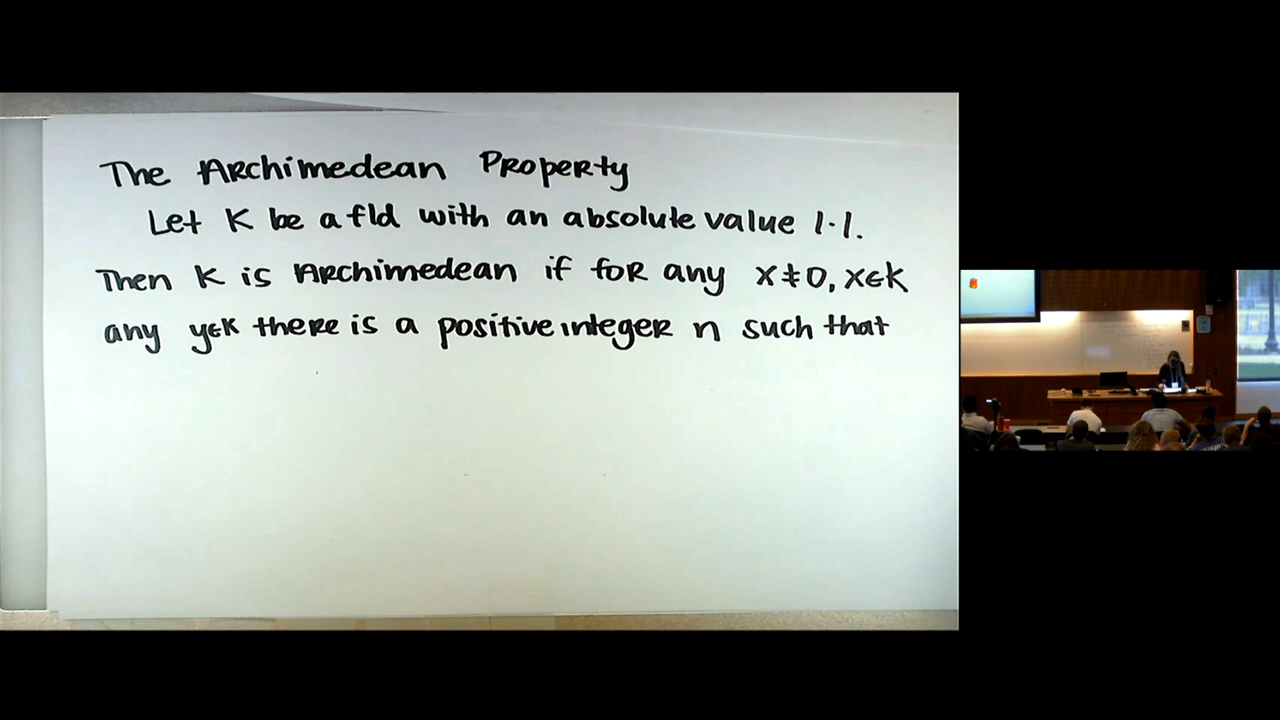 The Archimedean Property
Let K be a fld with an absolute value |·|.
Then K is Archimedean if for any x≠0, x∈K
any y∈K there is a positive integer n such that